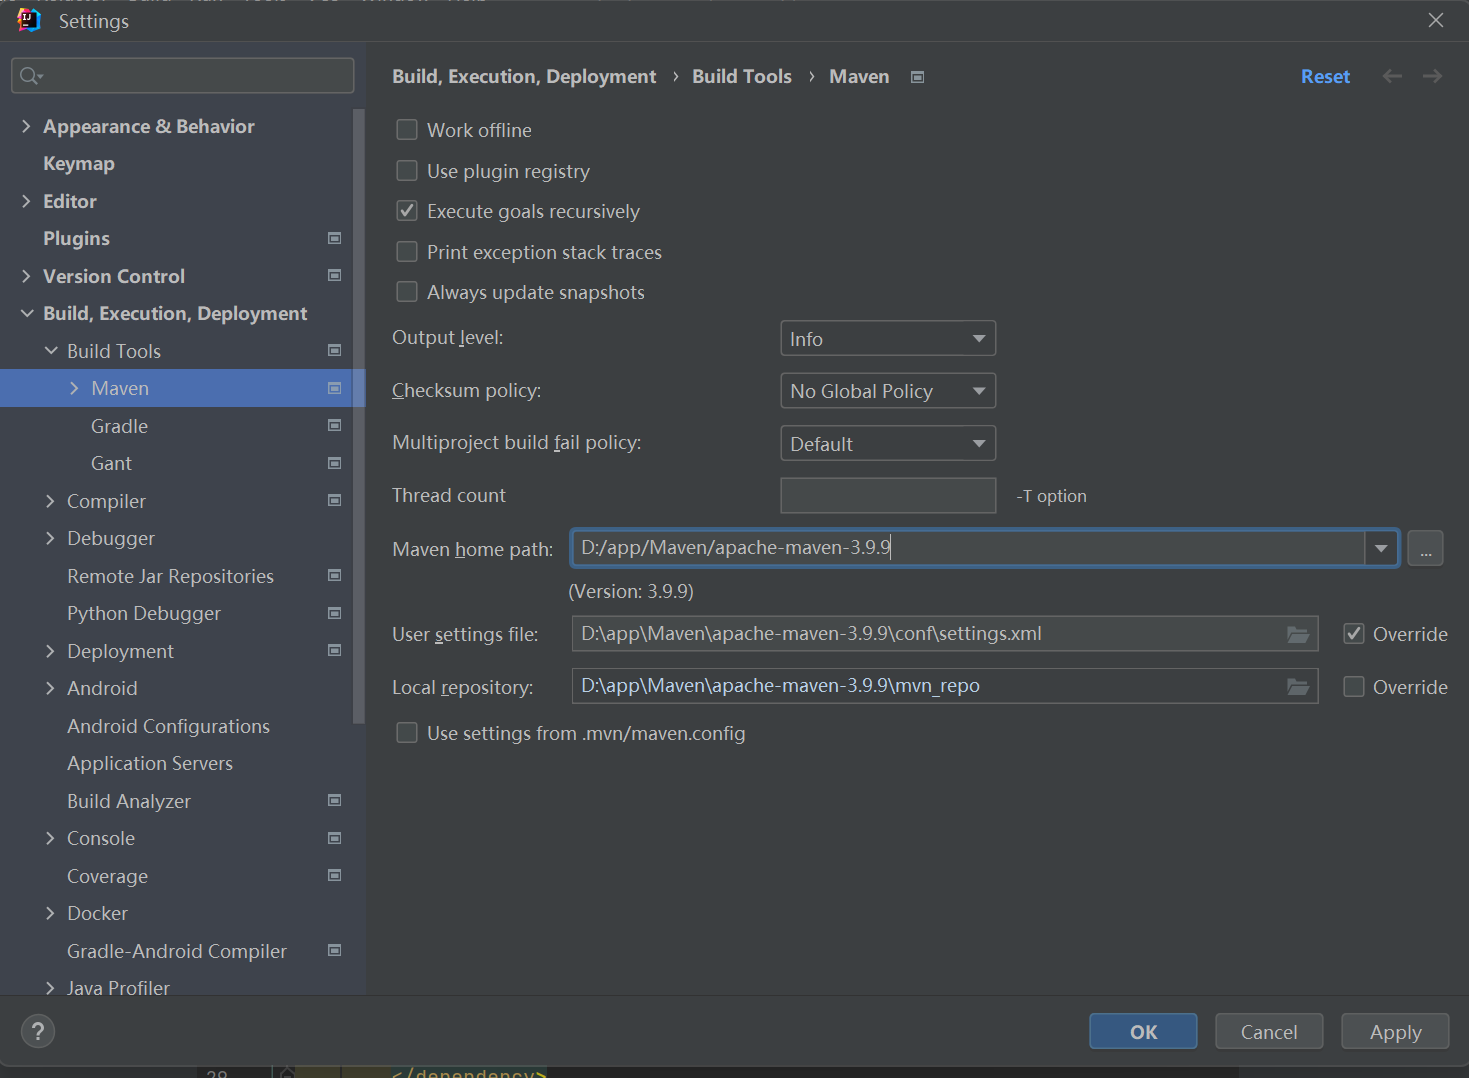 Settings
Build, Execution, Deployment › Build Tools › Maven
Reset
Appearance & Behavior
Keymap
Editor
Plugins
Version Control
Build, Execution, Deployment
Build Tools
Maven
Gradle
Gant
Compiler
Debugger
Remote Jar Repositories
Python Debugger
Deployment
Android
Android Configurations
Application Servers
Build Analyzer
Console
Coverage
Docker
Gradle-Android Compiler
Java Profiler
Work offline
Use plugin registry
Execute goals recursively
Print exception stack traces
Always update snapshots
Output level: Info
Checksum policy: No Global Policy
Multiproject build fail policy: Default
Thread count -T option
Maven home path: D:/app/Maven/apache-maven-3.9.9 ...
(Version: 3.9.9)
User settings file: D:\app\Maven\apache-maven-3.9.9\conf\settings.xml Override
Local repository: D:\app\Maven\apache-maven-3.9.9\mvn_repo Override
Use settings from .mvn/maven.config
? OK Cancel Apply
</dependency>